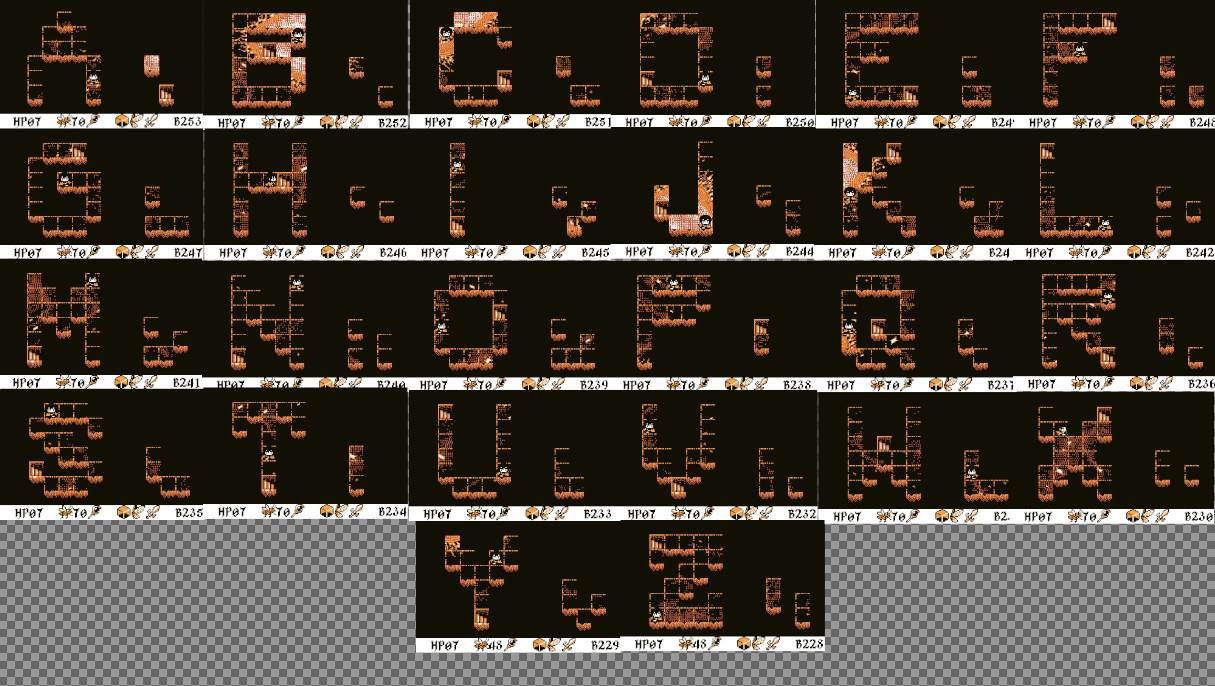 A B C D E F
HP07 70 B253 HP07 70 B252 HP07 70 B251 HP07 70 B250 HP07 70 B24 HP07 70 B248
G H I J K L
HP07 70 B247 HP07 70 B246 HP07 70 B245 HP07 70 B244 HP07 70 B24 HP07 70 B242
M N O P Q R
HP07 70 B241 HP07 70 B240 HP07 70 B239 HP07 70 B238 HP07 70 B237 HP07 70 B236
S T U V W X
HP07 70 B235 HP07 70 B234 HP07 70 B233 HP07 70 B232 HP07 70 B2 HP07 70 B230
Y Z
HP07 48 B229 HP07 48 B228